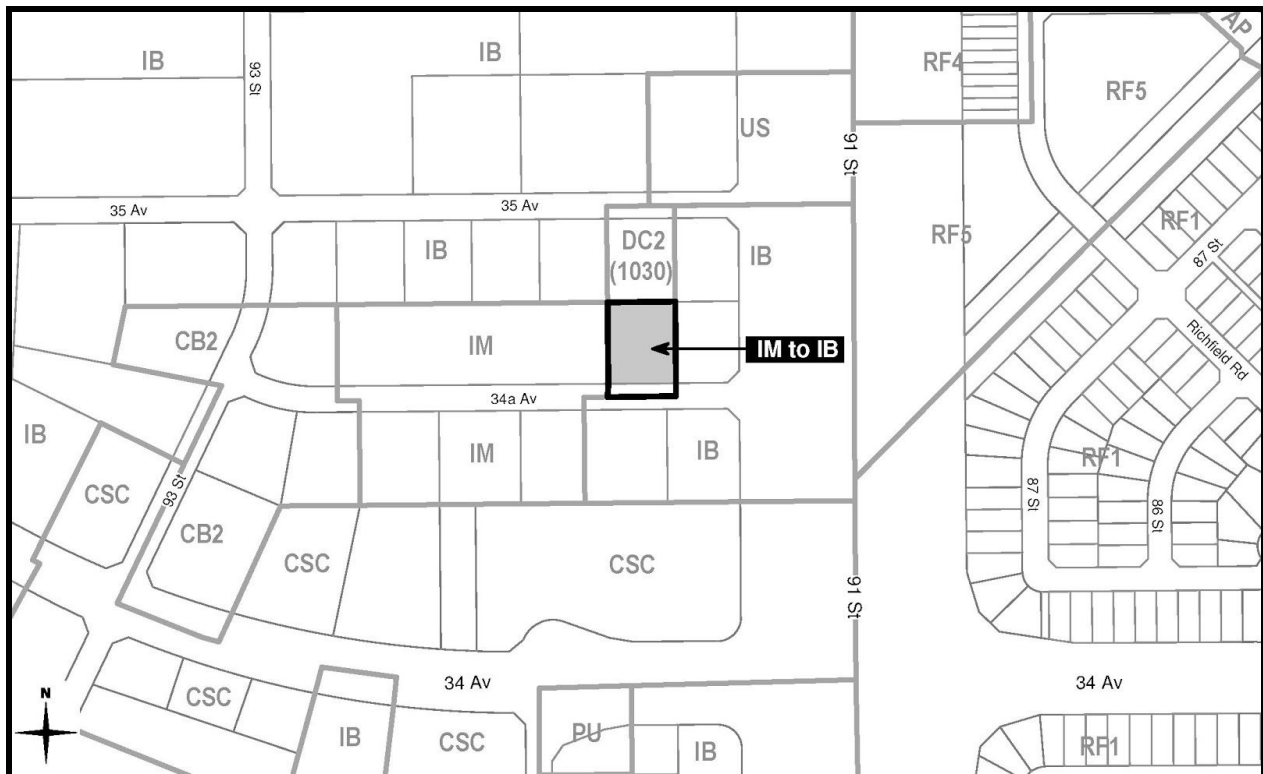 AP
IB
IB
RF4
93 St
RF5
US
91 St
35 Av
35 Av
RF1
RF5
87 St
DC2
(1030)
IB
IB
Richfield Rd
CB2
IM
IM to IB
34a Av
IB
IM
IB
RF1
CSC
93 St
87 St
86 St
CB2
CSC
CSC
91 St
34 Av
34 Av
N
CSC
IB
CSC
PU
IB
RF1